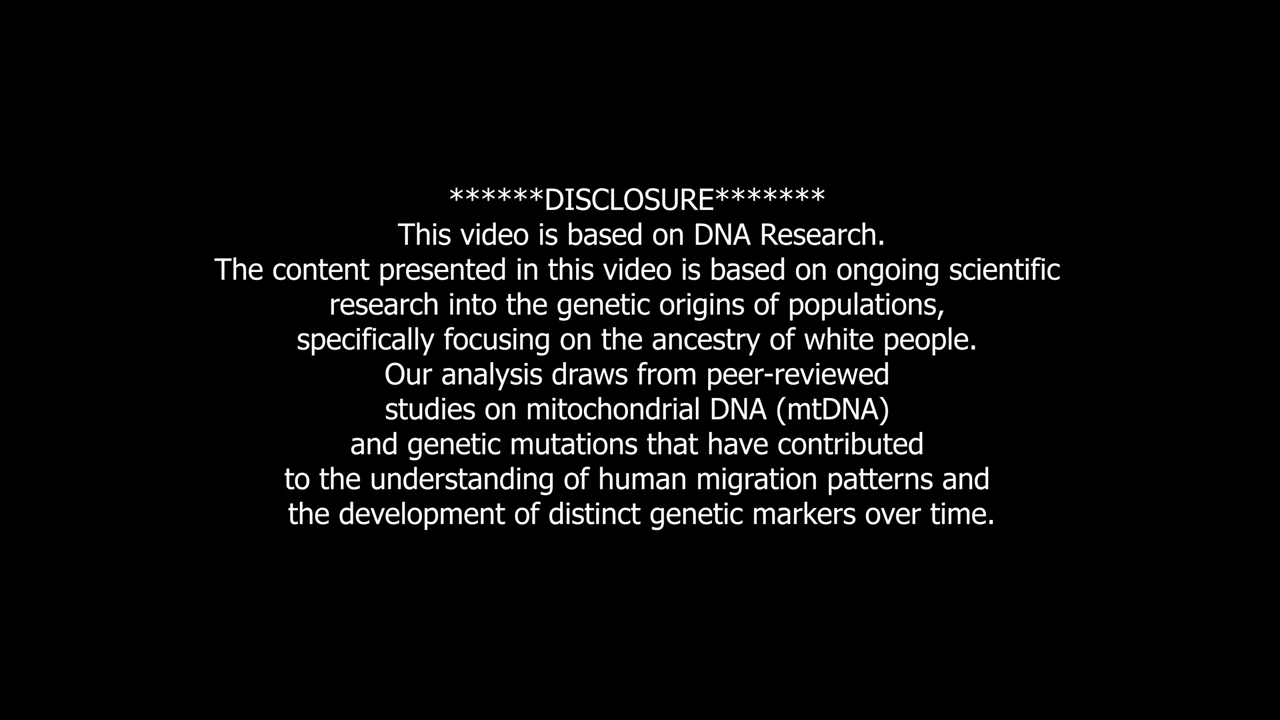 ******DISCLOSURE*******
This video is based on DNA Research.
The content presented in this video is based on ongoing scientific
research into the genetic origins of populations,
specifically focusing on the ancestry of white people.
Our analysis draws from peer-reviewed
studies on mitochondrial DNA (mtDNA)
and genetic mutations that have contributed
to the understanding of human migration patterns and
the development of distinct genetic markers over time.